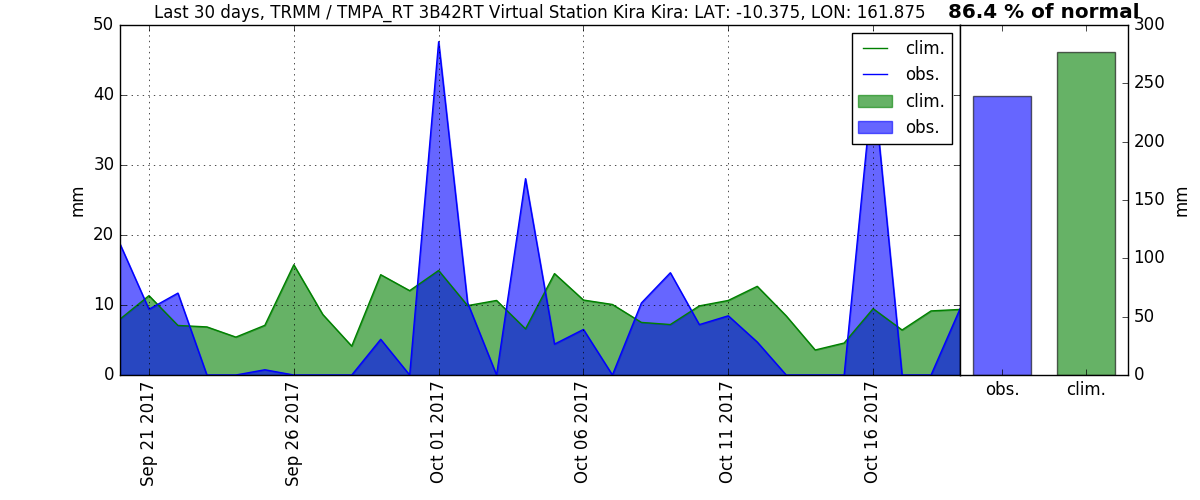 Last 30 days, TRMM / TMPA_RT 3B42RT Virtual Station Kira Kira: LAT: -10.375, LON: 161.875
86.4 % of normal
50
40
30
20
10
0
mm
clim.
obs.
clim.
obs.
300
250
200
150
100
50
0
mm
Sep 21 2017
Sep 26 2017
Oct 01 2017
Oct 06 2017
Oct 11 2017
Oct 16 2017
obs.
clim.